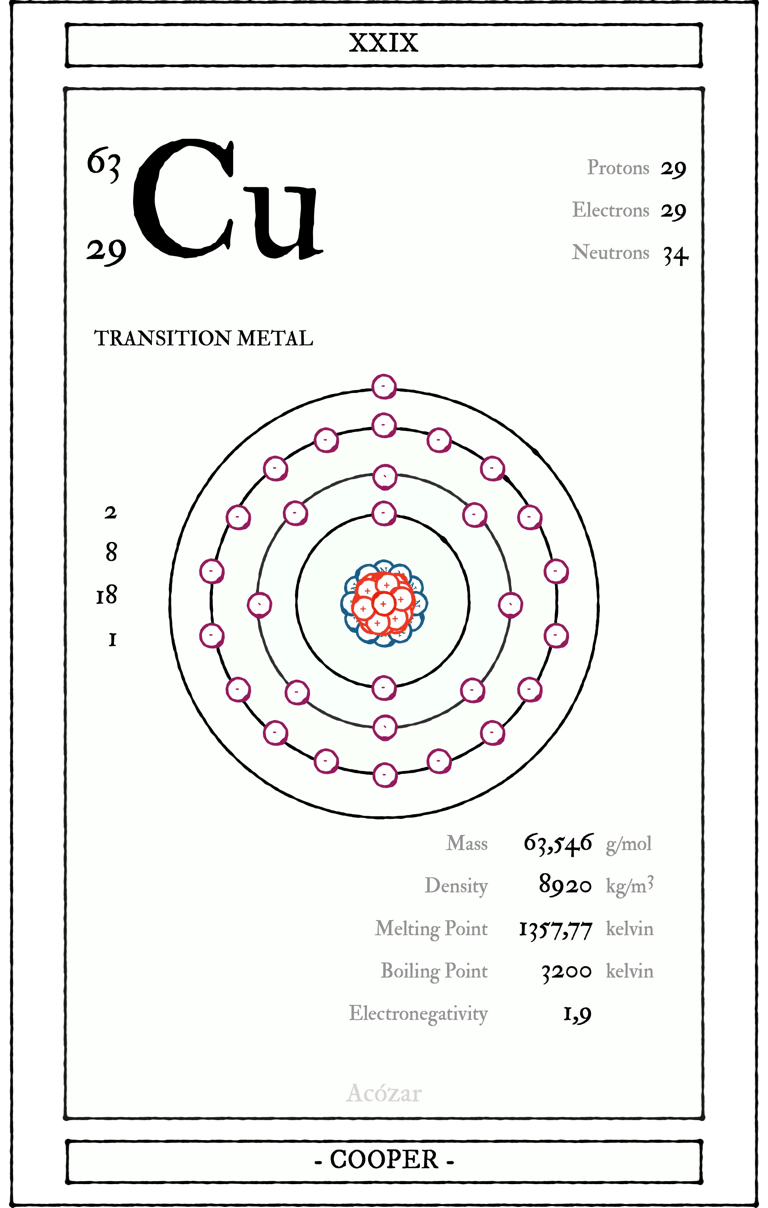 XXIX
63
Cu
29
Protons 29
Electrons 29
Neutrons 34
TRANSITION METAL
2
8
18
1
Mass 63,546 g/mol
Density 8920 kg/m³
Melting Point 1357,77 kelvin
Boiling Point 3200 kelvin
Electronegativity 1,9
Acózar
- COOPER -